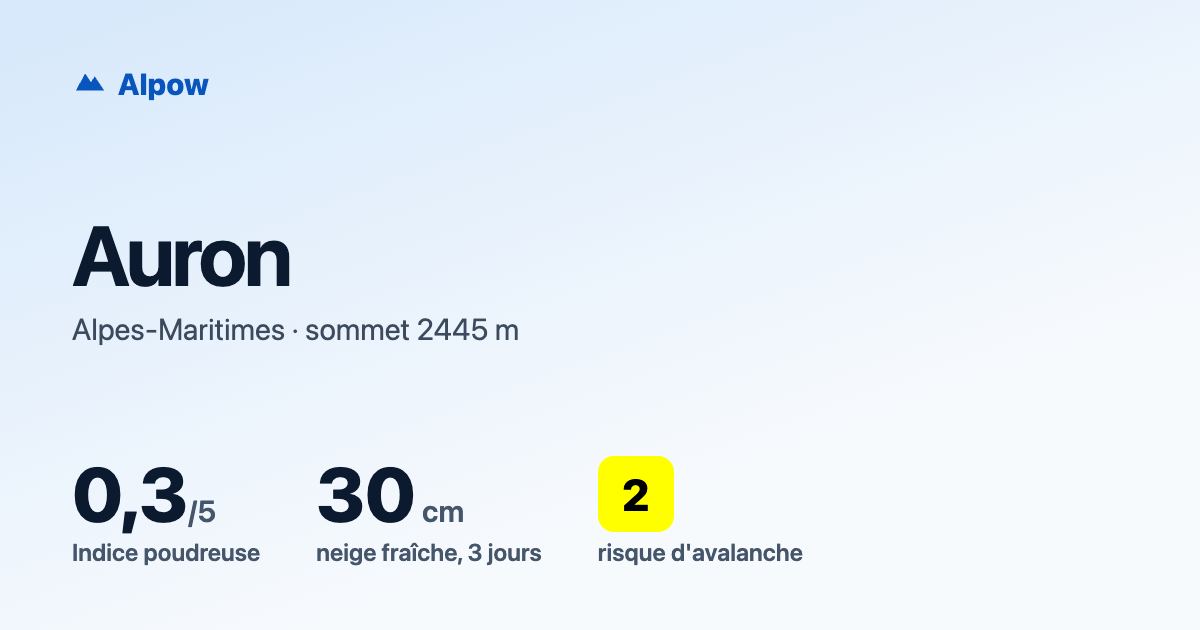 Alpow
Auron
Alpes-Maritimes · sommet 2445 m
0,3/5
Indice poudreuse
30 cm
neige fraîche, 3 jours
2
risque d'avalanche